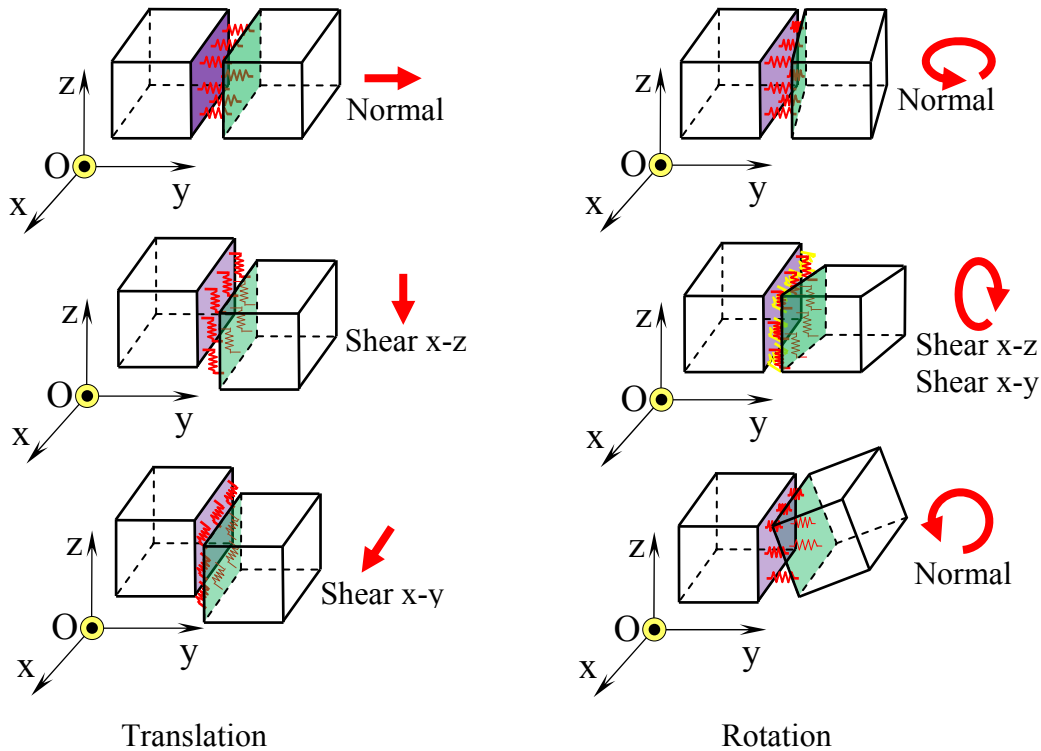 z
Normal
O
y
x
z
Normal
O
y
x
z
Shear x-z
O
y
x
z
Shear x-z
Shear x-y
O
y
x
z
Shear x-y
O
y
x
z
Normal
O
y
x
Translation
Rotation